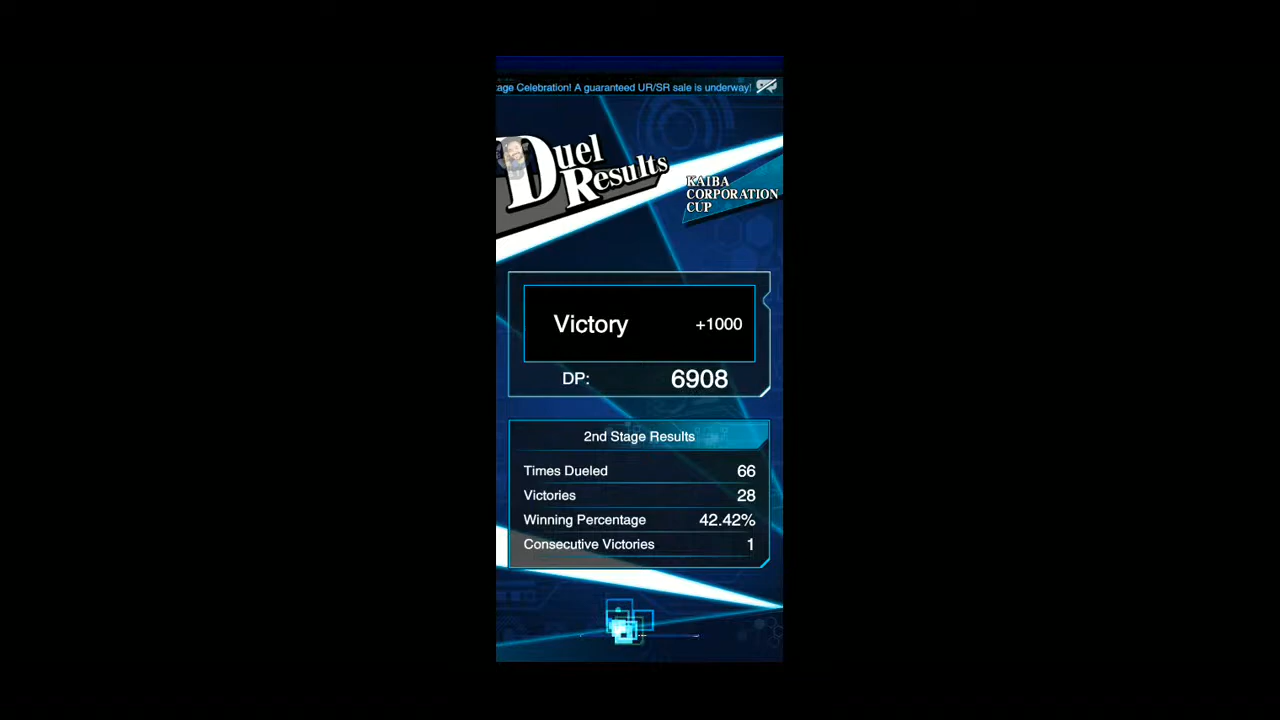 age Celebration! A guaranteed UR/SR sale is underway!
Duel
Results
KAIBA
CORPORATION
CUP
Victory +1000
DP: 6908
2nd Stage Results
Times Dueled 66
Victories 28
Winning Percentage 42.42%
Consecutive Victories 1